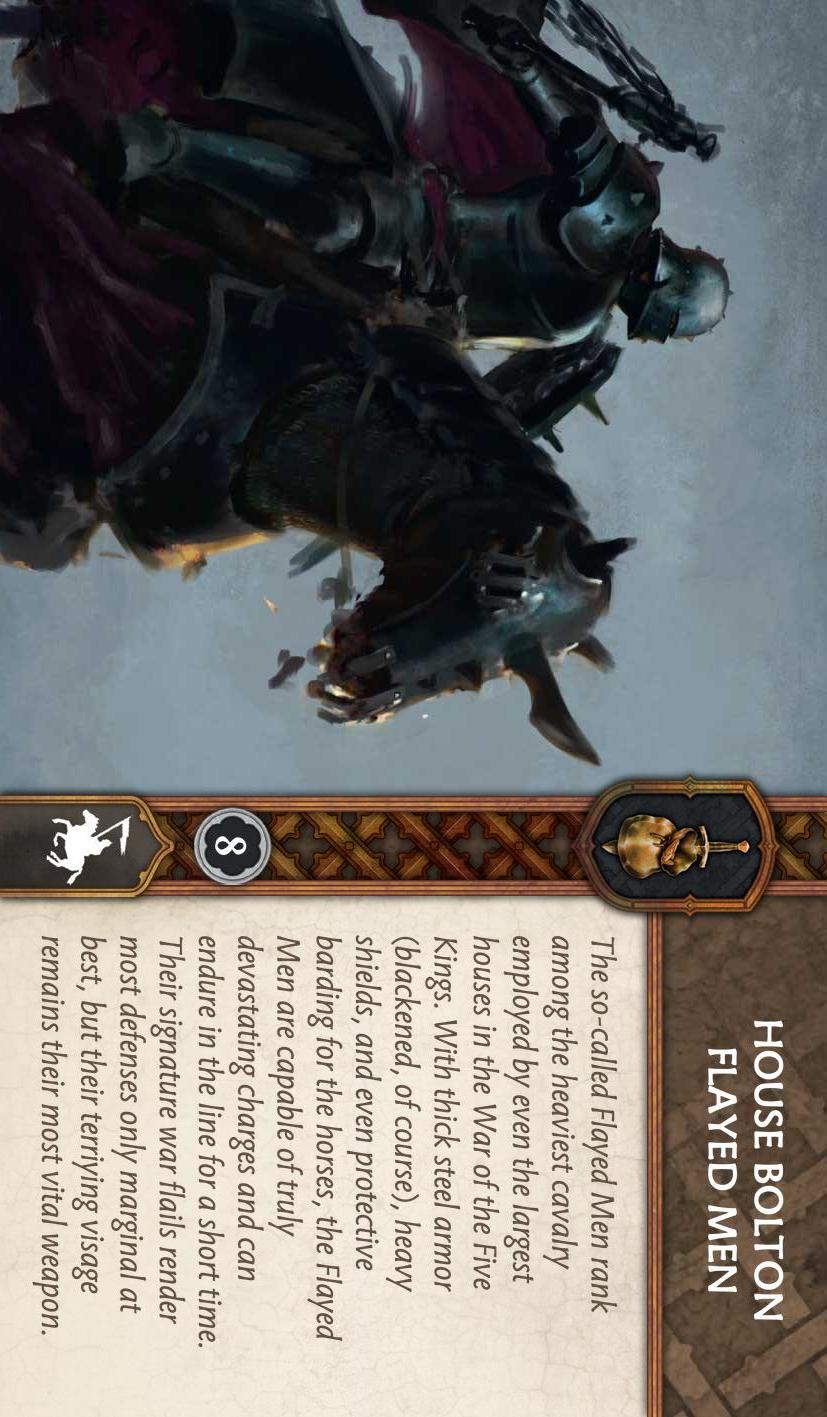 HOUSE BOLTON
FLAYED MEN
The so-called Flayed Men rank
among the heaviest cavalry
employed by even the largest
houses in the War of the Five
Kings. With thick steel armor
(blackened, of course), heavy
shields, and even protective
barding for the horses, the Flayed
Men are capable of truly
devastating charges and can
endure in the line for a short time.
Their signature war flails render
most defenses only marginal at
best, but their terriying visage
remains their most vital weapon.
8